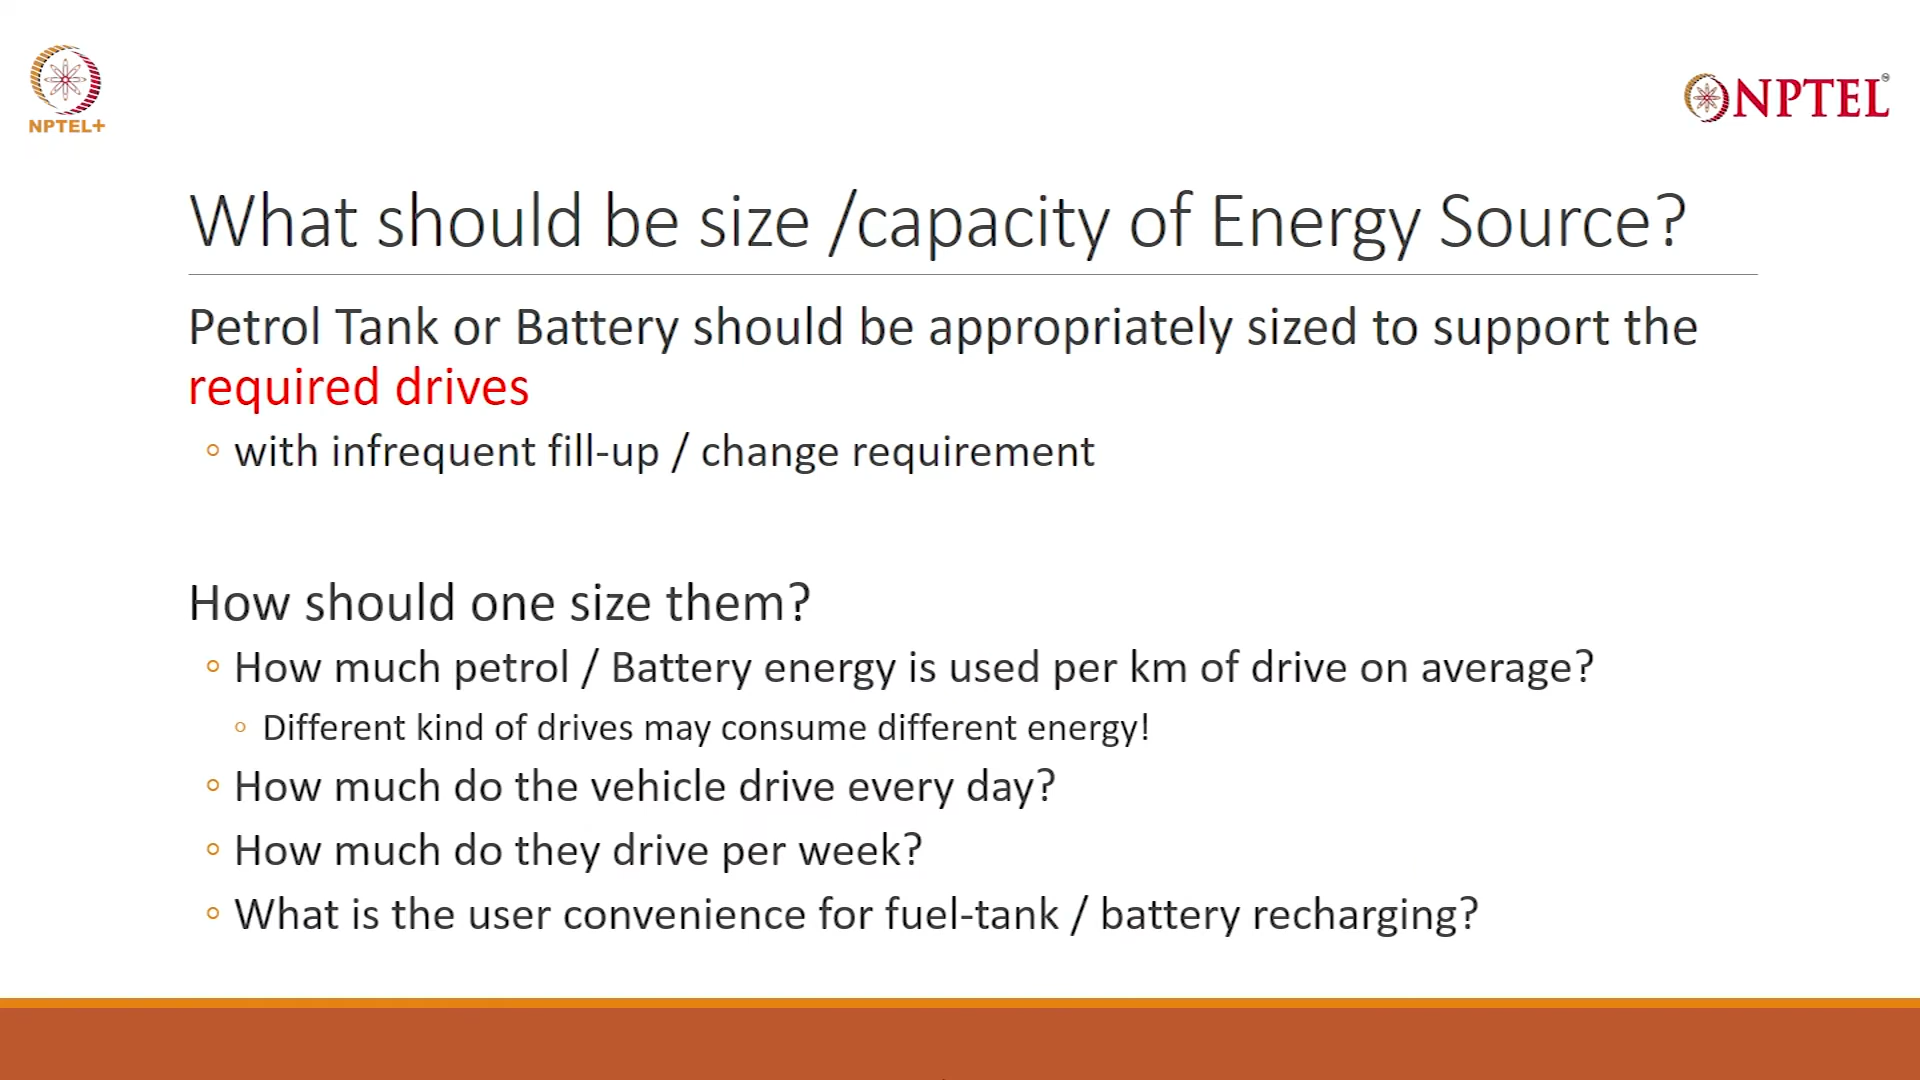 NPTEL+
NPTEL
What should be size /capacity of Energy Source?
Petrol Tank or Battery should be appropriately sized to support the
required drives
◦ with infrequent fill-up / change requirement
How should one size them?
◦ How much petrol / Battery energy is used per km of drive on average?
◦ Different kind of drives may consume different energy!
◦ How much do the vehicle drive every day?
◦ How much do they drive per week?
◦ What is the user convenience for fuel-tank / battery recharging?